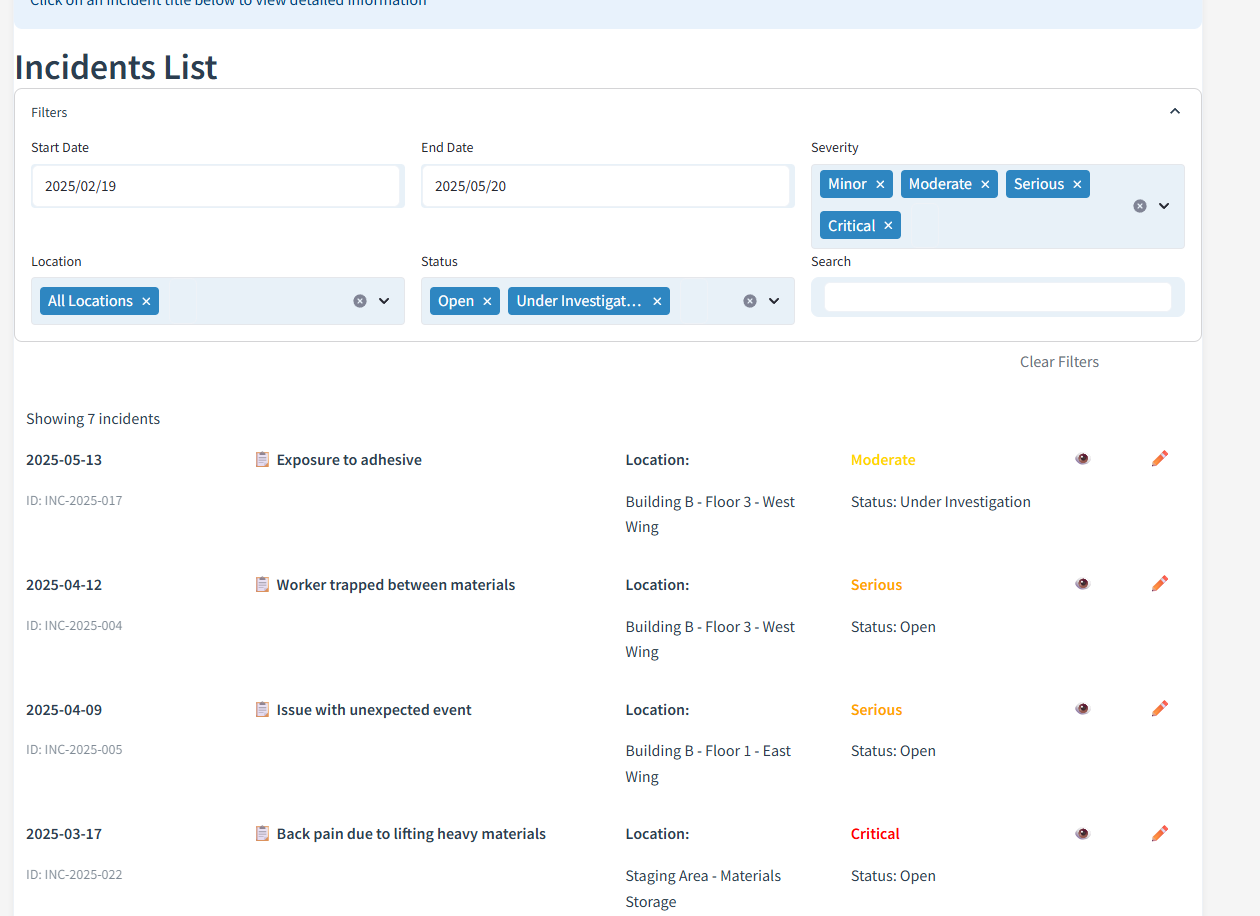 Click on an incident title below to view detailed information
Incidents List
Filters
Start Date
End Date
Severity
2025/02/19
2025/05/20
Minor × Moderate × Serious ×
Critical ×
Location
Status
Search
All Locations ×
Open × Under Investigat... ×
Clear Filters
Showing 7 incidents
2025-05-13
Exposure to adhesive
Location:
Moderate
ID: INC-2025-017
Building B - Floor 3 - West
Wing
Status: Under Investigation
2025-04-12
Worker trapped between materials
Location:
Serious
ID: INC-2025-004
Building B - Floor 3 - West
Wing
Status: Open
2025-04-09
Issue with unexpected event
Location:
Serious
ID: INC-2025-005
Building B - Floor 1 - East
Wing
Status: Open
2025-03-17
Back pain due to lifting heavy materials
Location:
Critical
ID: INC-2025-022
Staging Area - Materials
Storage
Status: Open